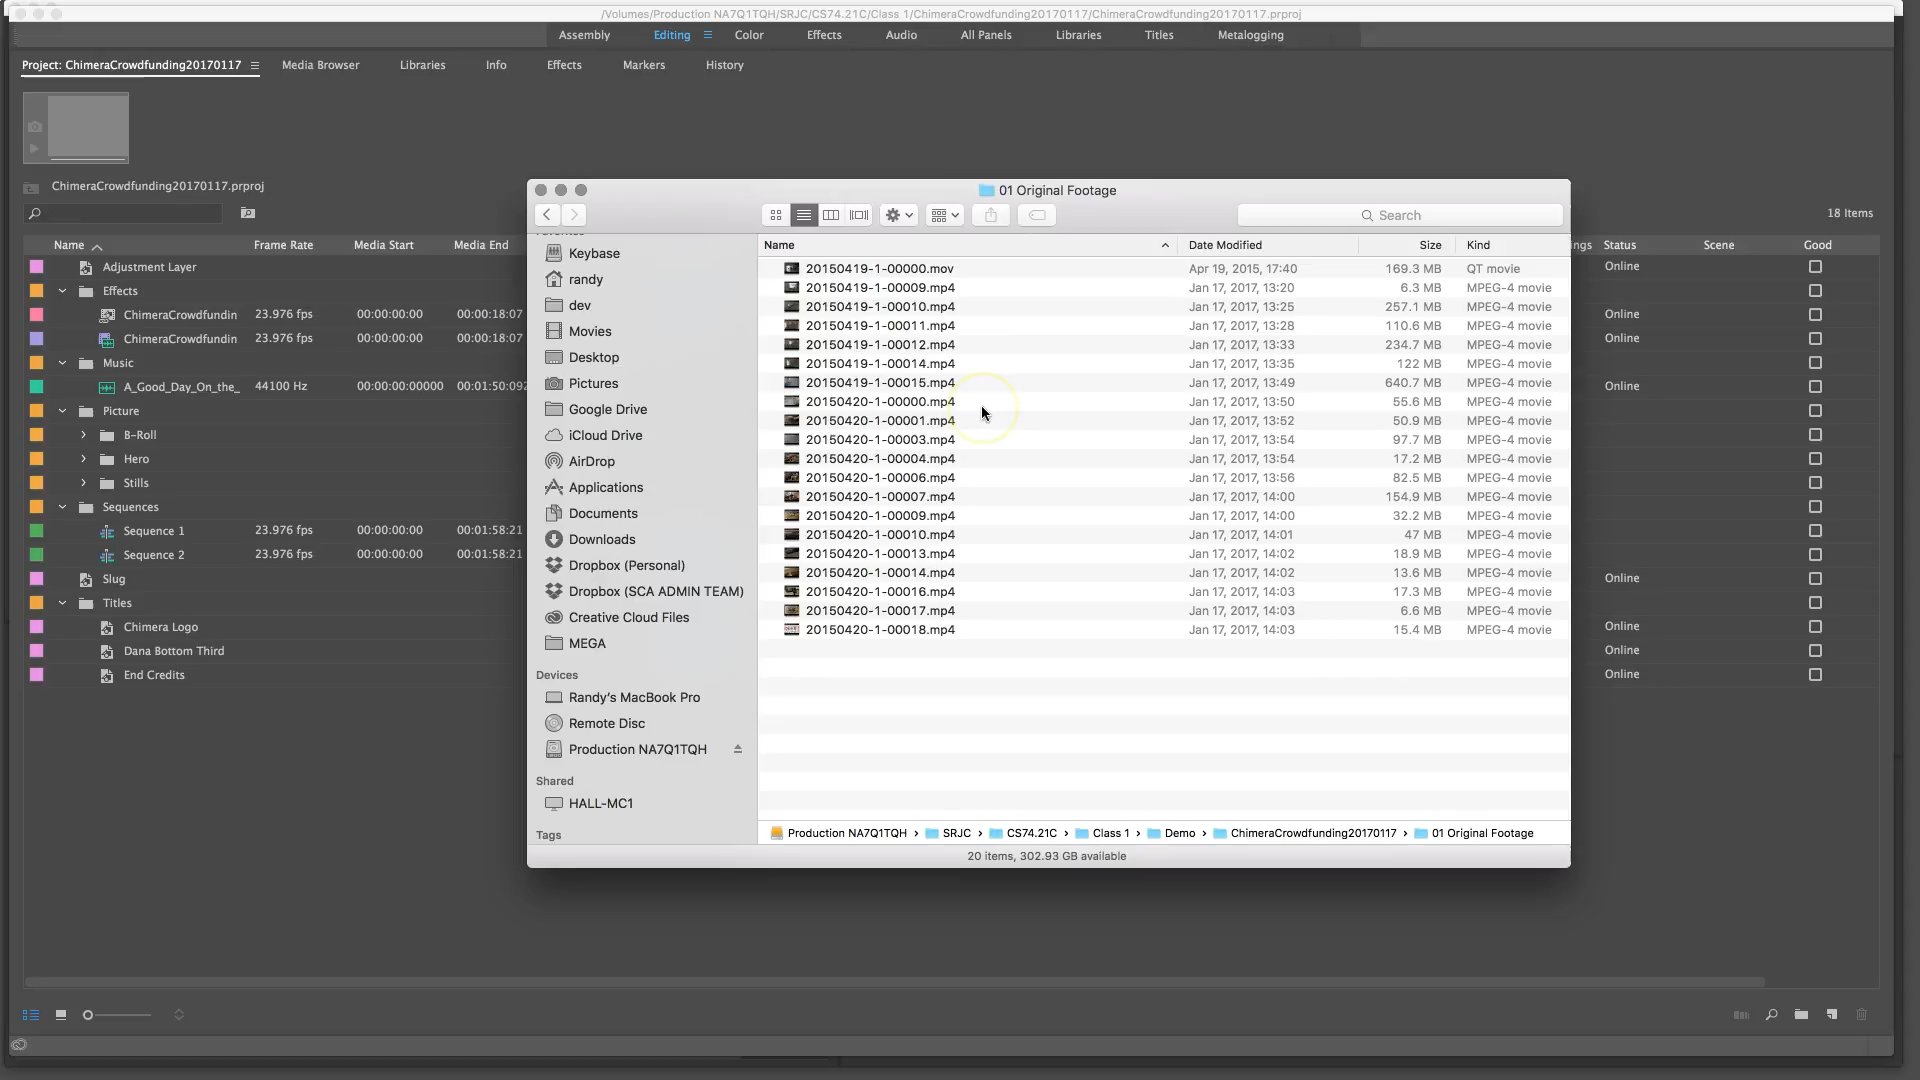 /Volumes/Production NA7Q1TQH/SRJC/CS74.21C/Class 1/ChimeraCrowdfunding20170117/ChimeraCrowdfunding20170117.prproj
Assembly Editing Color Effects Audio All Panels Libraries Titles Metalogging
Project: ChimeraCrowdfunding20170117 Media Browser Libraries Info Effects Markers History
ChimeraCrowdfunding20170117.prproj
18 Items
Name Frame Rate Media Start Media End ings Status Scene Good
Adjustment Layer Online
Effects
ChimeraCrowdfundin 23.976 fps 00:00:00:00 00:00:18:07 Online
ChimeraCrowdfundin 23.976 fps 00:00:00:00 00:00:18:07 Online
Music
A_Good_Day_On_the_ 44100 Hz 00:00:00:00000 00:01:50:092 Online
Picture
B-Roll
Hero
Stills
Sequences
Sequence 1 23.976 fps 00:00:00:00 00:01:58:21
Sequence 2 23.976 fps 00:00:00:00 00:01:58:21
Slug Online
Titles
Chimera Logo Online
Dana Bottom Third Online
End Credits Online
01 Original Footage
Search
Keybase
randy
dev
Movies
Desktop
Pictures
Google Drive
iCloud Drive
AirDrop
Applications
Documents
Downloads
Dropbox (Personal)
Dropbox (SCA ADMIN TEAM)
Creative Cloud Files
MEGA
Devices
Randy’s MacBook Pro
Remote Disc
Production NA7Q1TQH
Shared
HALL-MC1
Tags
Name Date Modified Size Kind
20150419-1-00000.mov Apr 19, 2015, 17:40 169.3 MB QT movie
20150419-1-00009.mp4 Jan 17, 2017, 13:20 6.3 MB MPEG-4 movie
20150419-1-00010.mp4 Jan 17, 2017, 13:25 257.1 MB MPEG-4 movie
20150419-1-00011.mp4 Jan 17, 2017, 13:28 110.6 MB MPEG-4 movie
20150419-1-00012.mp4 Jan 17, 2017, 13:33 234.7 MB MPEG-4 movie
20150419-1-00014.mp4 Jan 17, 2017, 13:35 122 MB MPEG-4 movie
20150419-1-00015.mp4 Jan 17, 2017, 13:49 640.7 MB MPEG-4 movie
20150420-1-00000.mp4 Jan 17, 2017, 13:50 55.6 MB MPEG-4 movie
20150420-1-00001.mp4 Jan 17, 2017, 13:52 50.9 MB MPEG-4 movie
20150420-1-00003.mp4 Jan 17, 2017, 13:54 97.7 MB MPEG-4 movie
20150420-1-00004.mp4 Jan 17, 2017, 13:54 17.2 MB MPEG-4 movie
20150420-1-00006.mp4 Jan 17, 2017, 13:56 82.5 MB MPEG-4 movie
20150420-1-00007.mp4 Jan 17, 2017, 14:00 154.9 MB MPEG-4 movie
20150420-1-00009.mp4 Jan 17, 2017, 14:00 32.2 MB MPEG-4 movie
20150420-1-00010.mp4 Jan 17, 2017, 14:01 47 MB MPEG-4 movie
20150420-1-00013.mp4 Jan 17, 2017, 14:02 18.9 MB MPEG-4 movie
20150420-1-00014.mp4 Jan 17, 2017, 14:02 13.6 MB MPEG-4 movie
20150420-1-00016.mp4 Jan 17, 2017, 14:03 17.3 MB MPEG-4 movie
20150420-1-00017.mp4 Jan 17, 2017, 14:03 6.6 MB MPEG-4 movie
20150420-1-00018.mp4 Jan 17, 2017, 14:03 15.4 MB MPEG-4 movie
Production NA7Q1TQH › SRJC › CS74.21C › Class 1 › Demo › ChimeraCrowdfunding20170117 › 01 Original Footage
20 items, 302.93 GB available